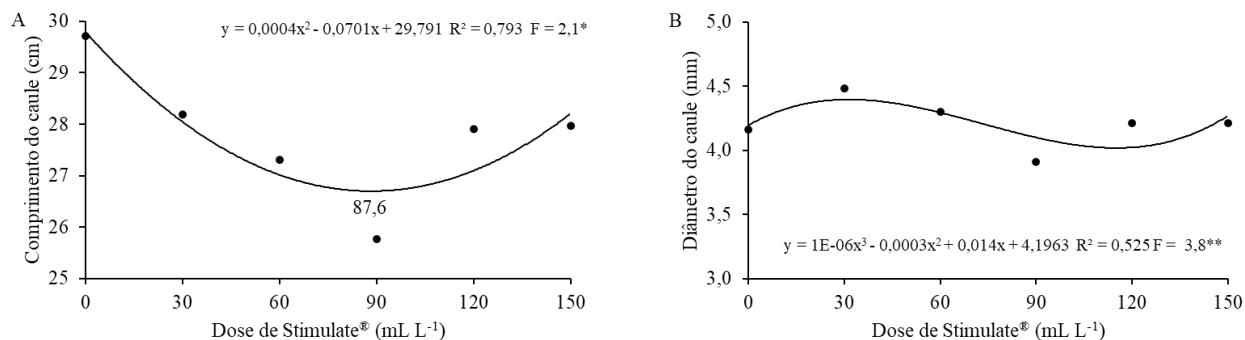 A
y = 0,0004x² - 0,0701x + 29,791 R² = 0,793 F = 2,1*
Comprimento do caule (cm)
30
29
28
27
26
25
87,6
0 30 60 90 120 150
Dose de Stimulate® (mL L⁻¹)
B
Diâmetro do caule (mm)
5,0
4,5
4,0
3,5
3,0
y = 1E-06x³ - 0,0003x² + 0,014x + 4,1963 R² = 0,525 F = 3,8**
0 30 60 90 120 150
Dose de Stimulate® (mL L⁻¹)